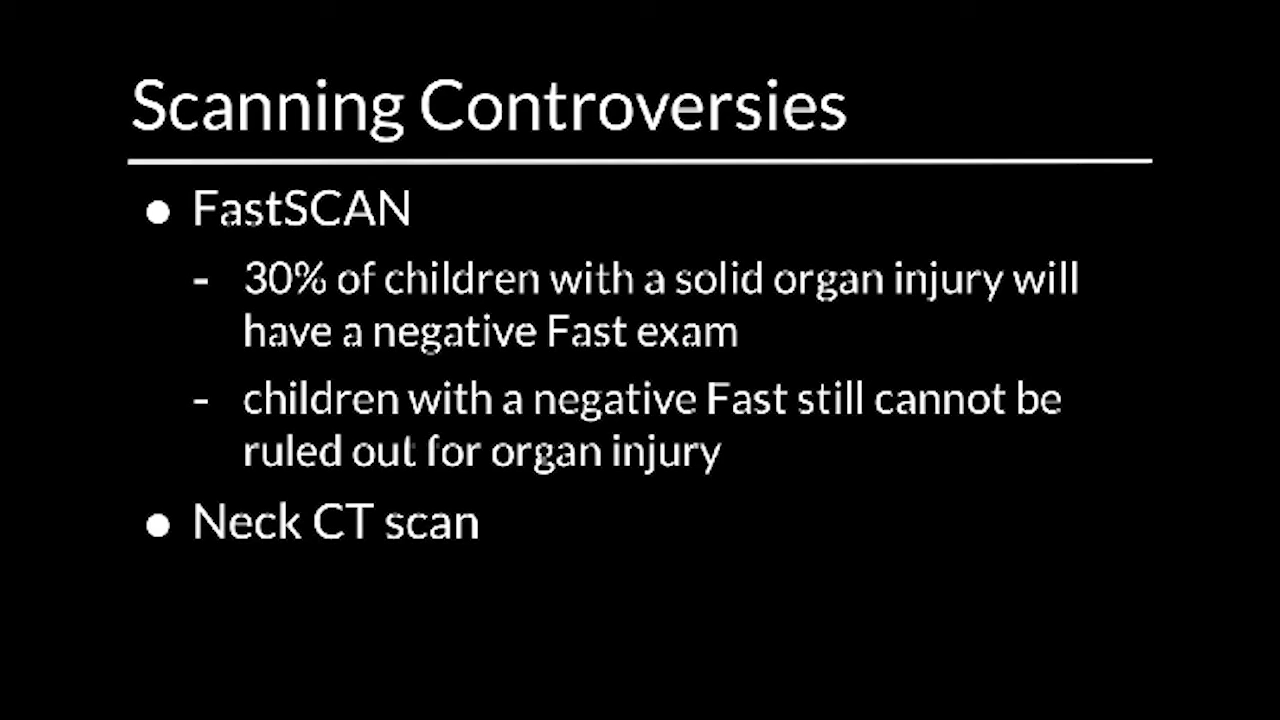 Scanning Controversies
● FastSCAN
- 30% of children with a solid organ injury will
have a negative Fast exam
- children with a negative Fast still cannot be
ruled out for organ injury
● Neck CT scan